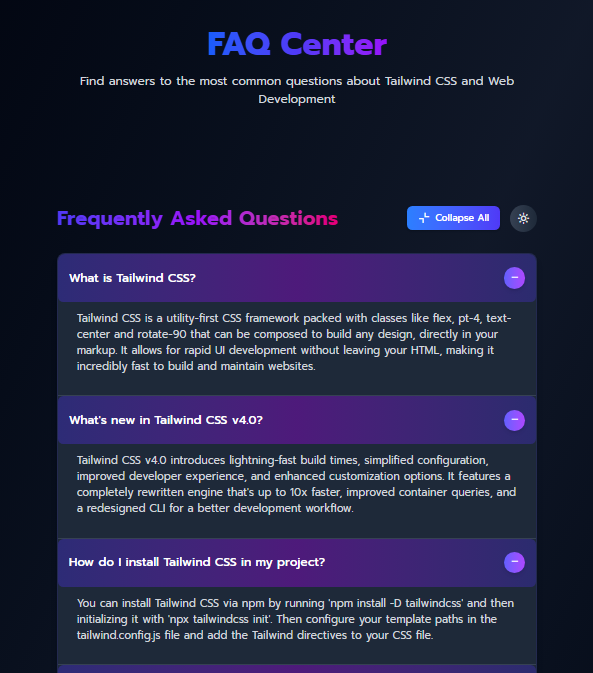 FAQ Center
Find answers to the most common questions about Tailwind CSS and Web
Development
Frequently Asked Questions
Collapse All
What is Tailwind CSS?
Tailwind CSS is a utility-first CSS framework packed with classes like flex, pt-4, text-
center and rotate-90 that can be composed to build any design, directly in your
markup. It allows for rapid UI development without leaving your HTML, making it
incredibly fast to build and maintain websites.
What's new in Tailwind CSS v4.0?
Tailwind CSS v4.0 introduces lightning-fast build times, simplified configuration,
improved developer experience, and enhanced customization options. It features a
completely rewritten engine that's up to 10x faster, improved container queries, and
a redesigned CLI for a better development workflow.
How do I install Tailwind CSS in my project?
You can install Tailwind CSS via npm by running 'npm install -D tailwindcss' and then
initializing it with 'npx tailwindcss init'. Then configure your template paths in the
tailwind.config.js file and add the Tailwind directives to your CSS file.